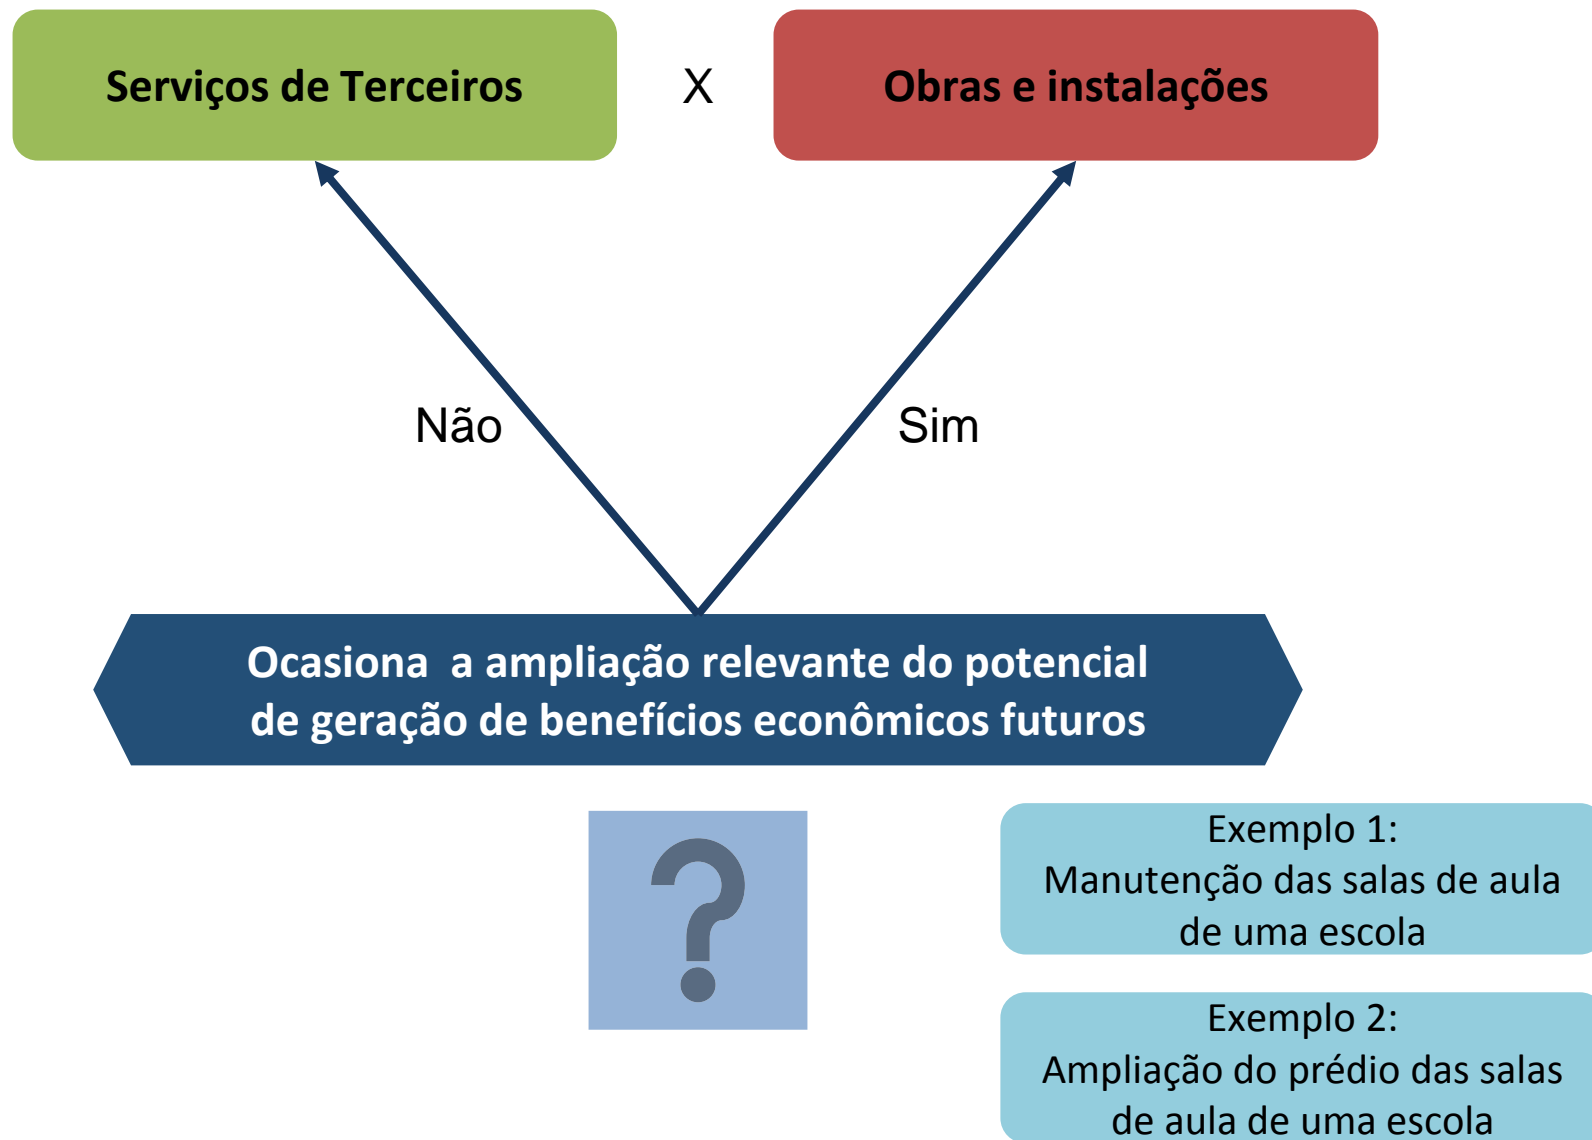 Serviços de Terceiros
X
Obras e instalações
Não
Sim
Ocasiona a ampliação relevante do potencial
de geração de benefícios econômicos futuros
?
Exemplo 1:
Manutenção das salas de aula
de uma escola
Exemplo 2:
Ampliação do prédio das salas
de aula de uma escola